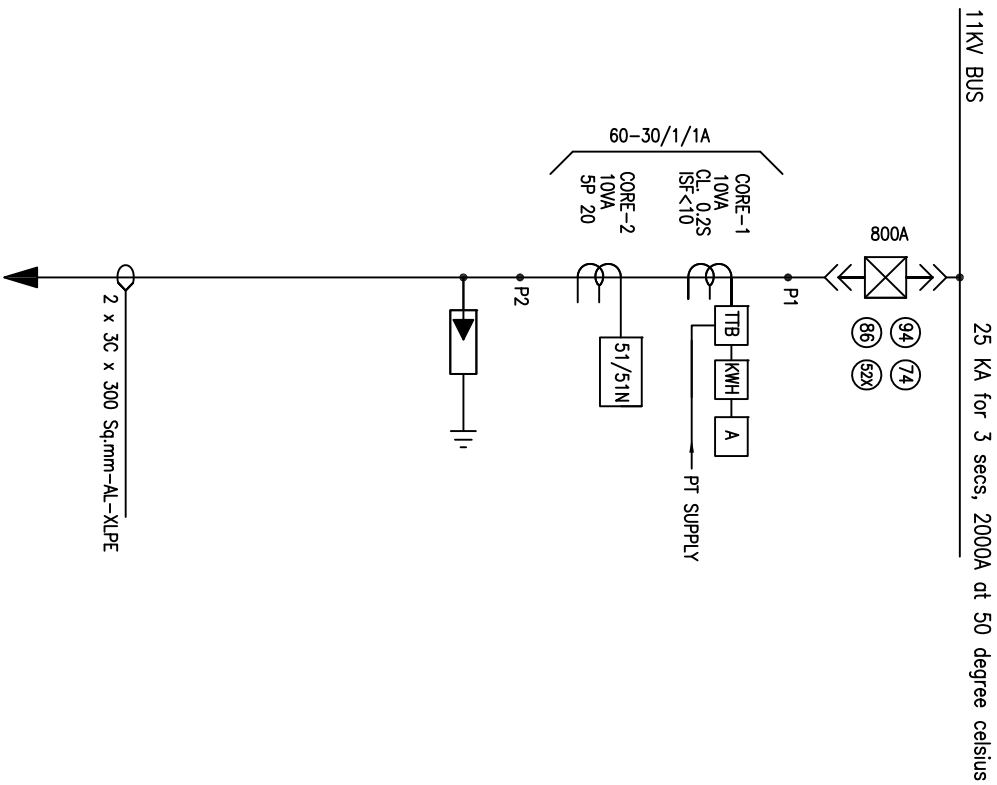 11KV BUS
25 KA for 3 secs, 2000A at 50 degree celsius
800A
94
74
86
52X
P1
60-30/1/1A
CORE-1
10VA
CL. 0.2S
ISF<10
TTB
KWH
A
PT SUPPLY
CORE-2
10VA
5P 20
51/51N
P2
2 x 3C x 300 Sq.mm-AL-XLPE